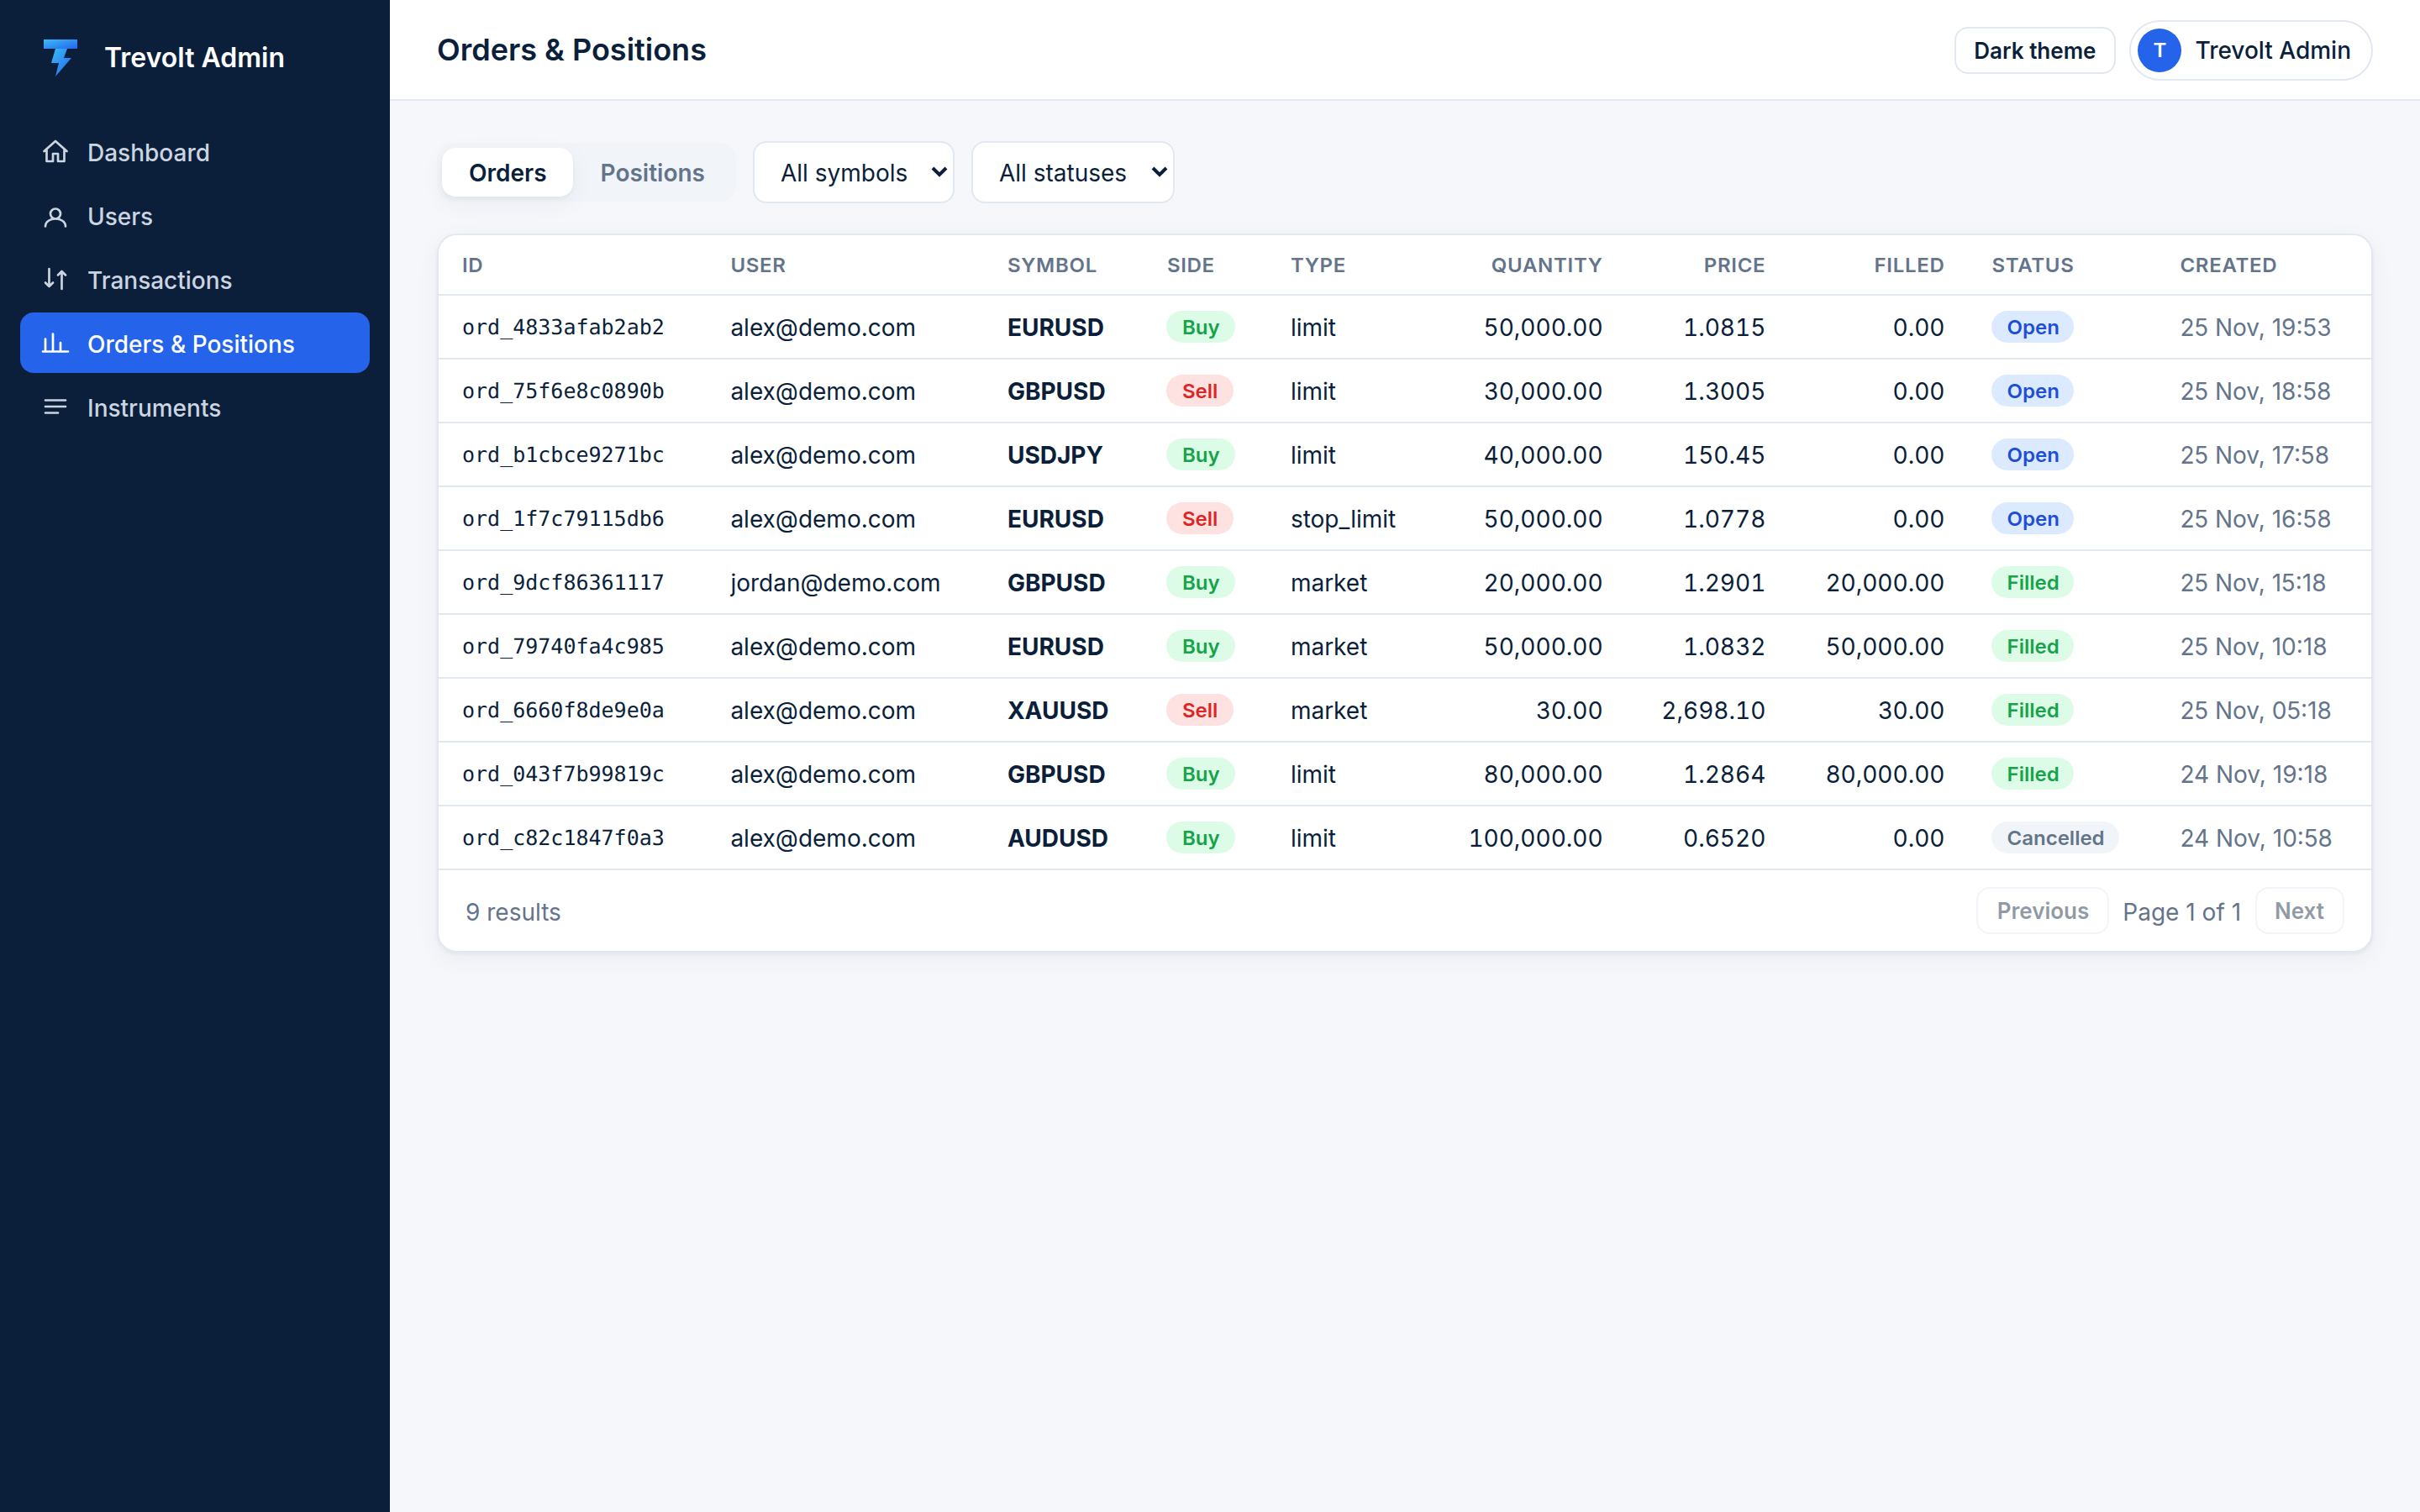 Trevolt Admin
Dashboard
Users
Transactions
Orders & Positions
Instruments
Orders & Positions
Dark theme
T
Trevolt Admin
Orders Positions All symbols All statuses
ID USER SYMBOL SIDE TYPE QUANTITY PRICE FILLED STATUS CREATED
ord_4833afab2ab2 alex@demo.com EURUSD Buy limit 50,000.00 1.0815 0.00 Open 25 Nov, 19:53
ord_75f6e8c0890b alex@demo.com GBPUSD Sell limit 30,000.00 1.3005 0.00 Open 25 Nov, 18:58
ord_b1cbce9271bc alex@demo.com USDJPY Buy limit 40,000.00 150.45 0.00 Open 25 Nov, 17:58
ord_1f7c79115db6 alex@demo.com EURUSD Sell stop_limit 50,000.00 1.0778 0.00 Open 25 Nov, 16:58
ord_9dcf86361117 jordan@demo.com GBPUSD Buy market 20,000.00 1.2901 20,000.00 Filled 25 Nov, 15:18
ord_79740fa4c985 alex@demo.com EURUSD Buy market 50,000.00 1.0832 50,000.00 Filled 25 Nov, 10:18
ord_6660f8de9e0a alex@demo.com XAUUSD Sell market 30.00 2,698.10 30.00 Filled 25 Nov, 05:18
ord_043f7b99819c alex@demo.com GBPUSD Buy limit 80,000.00 1.2864 80,000.00 Filled 24 Nov, 19:18
ord_c82c1847f0a3 alex@demo.com AUDUSD Buy limit 100,000.00 0.6520 0.00 Cancelled 24 Nov, 10:58
9 results
Previous Page 1 of 1 Next